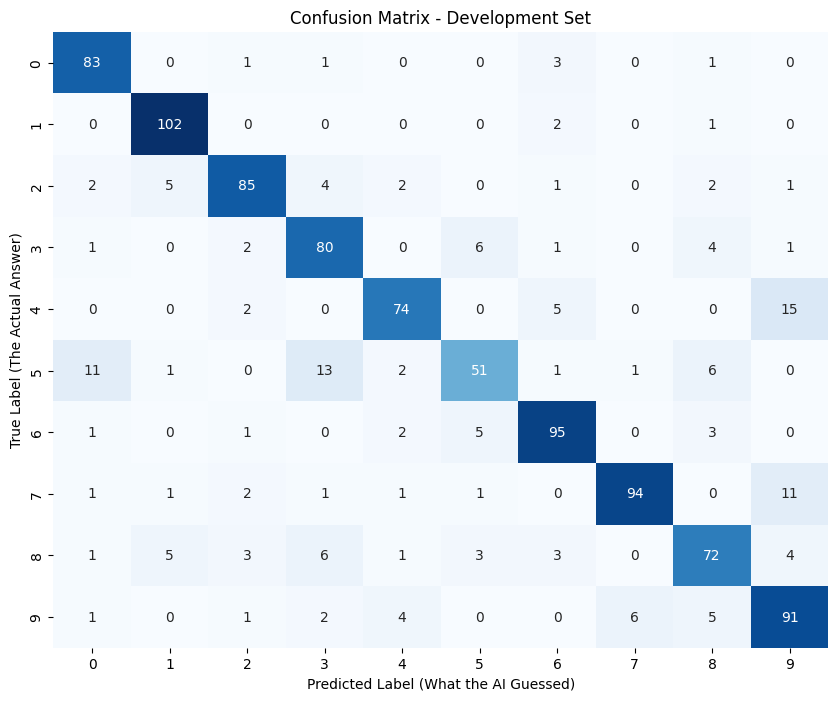 Confusion Matrix - Development Set
True Label (The Actual Answer)
0 83 0 1 1 0 0 3 0 1 0
1 0 102 0 0 0 0 2 0 1 0
2 2 5 85 4 2 0 1 0 2 1
3 1 0 2 80 0 6 1 0 4 1
4 0 0 2 0 74 0 5 0 0 15
5 11 1 0 13 2 51 1 1 6 0
6 1 0 1 0 2 5 95 0 3 0
7 1 1 2 1 1 1 0 94 0 11
8 1 5 3 6 1 3 3 0 72 4
9 1 0 1 2 4 0 0 6 5 91
0 1 2 3 4 5 6 7 8 9
Predicted Label (What the AI Guessed)